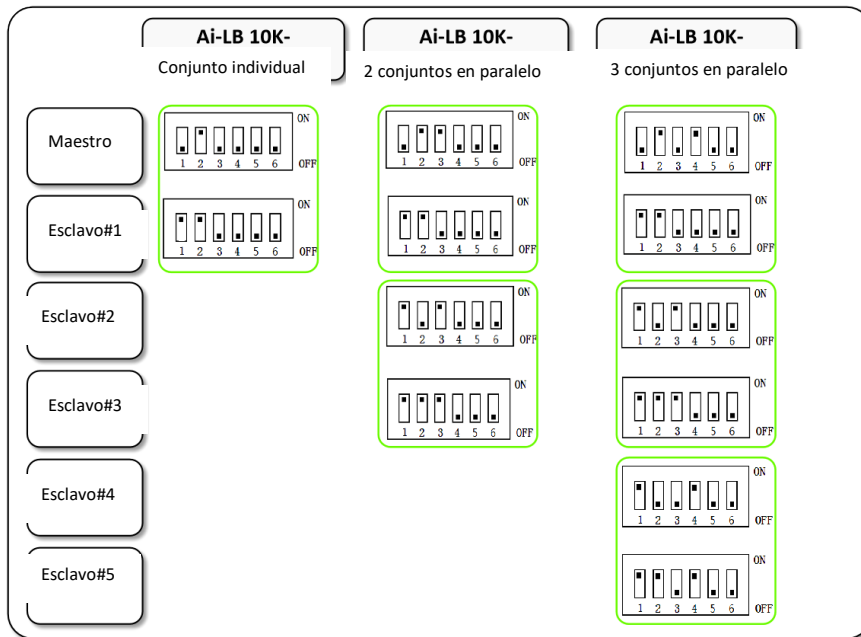 Ai-LB 10K-
Conjunto individual
Ai-LB 10K-
2 conjuntos en paralelo
Ai-LB 10K-
3 conjuntos en paralelo
Maestro
ON
1 2 3 4 5 6 OFF
ON
1 2 3 4 5 6 OFF
ON
1 2 3 4 5 6 OFF
Esclavo#1
ON
1 2 3 4 5 6 OFF
ON
1 2 3 4 5 6 OFF
ON
1 2 3 4 5 6 OFF
Esclavo#2
ON
1 2 3 4 5 6 OFF
ON
1 2 3 4 5 6 OFF
Esclavo#3
ON
1 2 3 4 5 6 OFF
ON
1 2 3 4 5 6 OFF
Esclavo#4
ON
1 2 3 4 5 6 OFF
Esclavo#5
ON
1 2 3 4 5 6 OFF